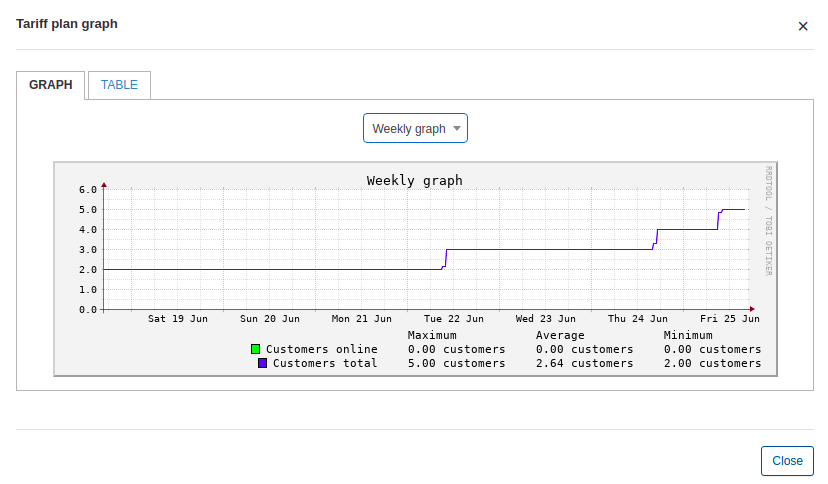 Tariff plan graph
×
GRAPH TABLE
Weekly graph
Weekly graph
RRDTOOL / TOBI OETIKER
6.0
5.0
4.0
3.0
2.0
1.0
0.0
Sat 19 Jun Sun 20 Jun Mon 21 Jun Tue 22 Jun Wed 23 Jun Thu 24 Jun Fri 25 Jun
Maximum Average Minimum
Customers online 0.00 customers 0.00 customers 0.00 customers
Customers total 5.00 customers 2.64 customers 2.00 customers
Close